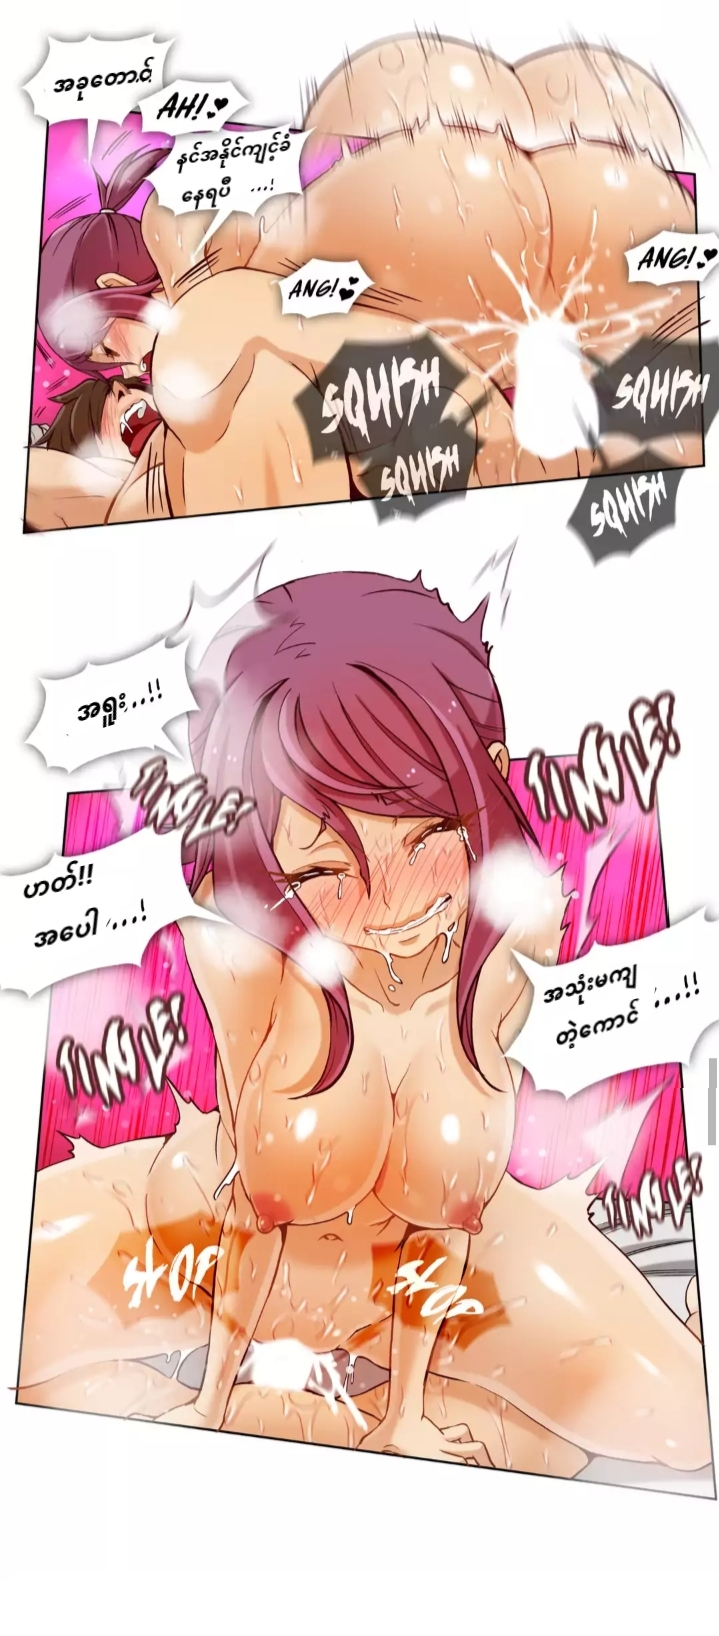 အခုတောင်
AH!
နင်အနိုင်ကျင့်ခံ
နေရပီ ...!
ANG!
ANG!
SQUISH
SQUISH
SQUISH
SQUISH
အရူး...!!
TINGLE!
TINGLE!
ဟတ်!!
အပေါ ....!
အသုံးမကျ
တဲ့ကောင် ....!!
TINGLE!
TINGLE!
SLOP
SLOP